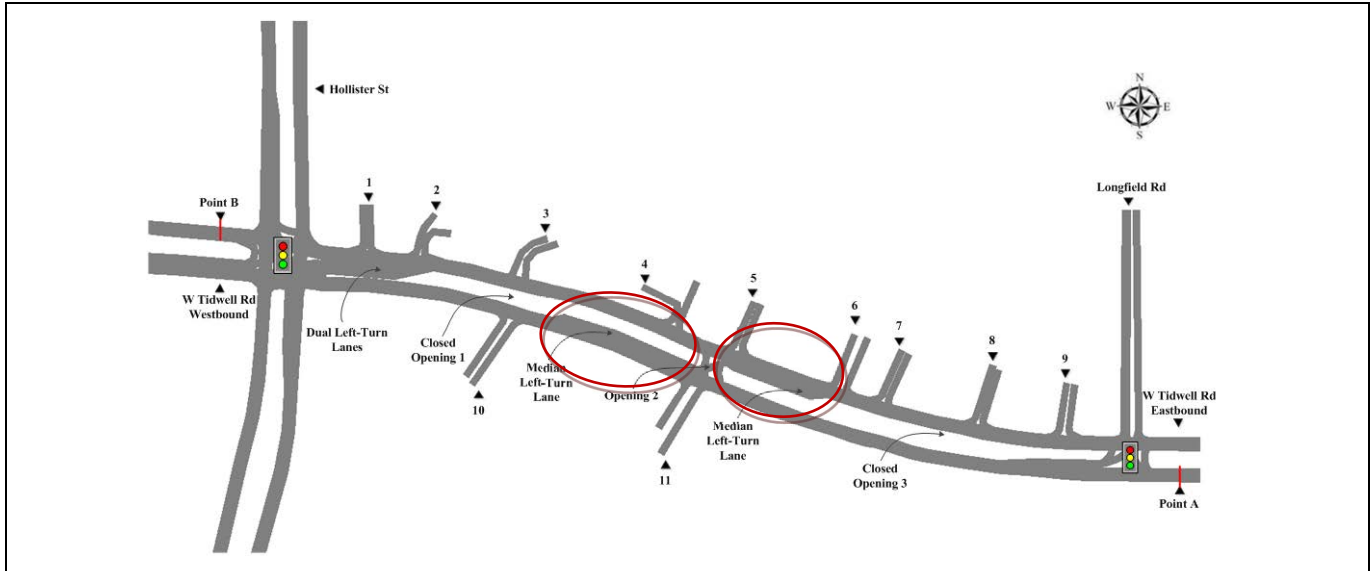 Hollister St
N
W
E
S
1
2
3
4
5
6
7
8
9
Longfield Rd
Point B
W Tidwell Rd
Westbound
Dual Left-Turn
Lanes
Closed
Opening 1
Median
Left-Turn
Lane
Opening 2
10
11
Median
Left-Turn
Lane
Closed
Opening 3
W Tidwell Rd
Eastbound
Point A